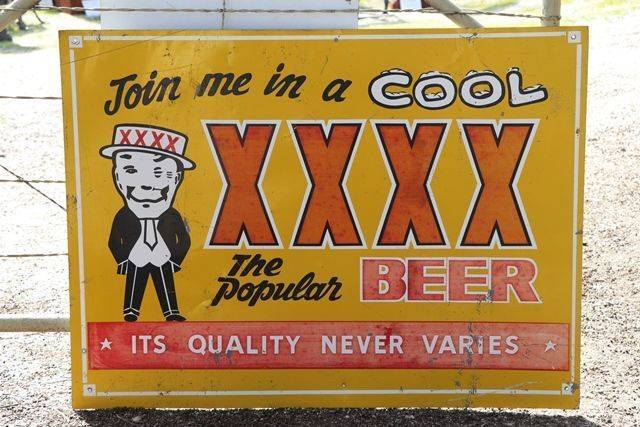 Join me in a COOL
XXXX
XXXX
The
Popular BEER
★ ITS QUALITY NEVER VARIES ★